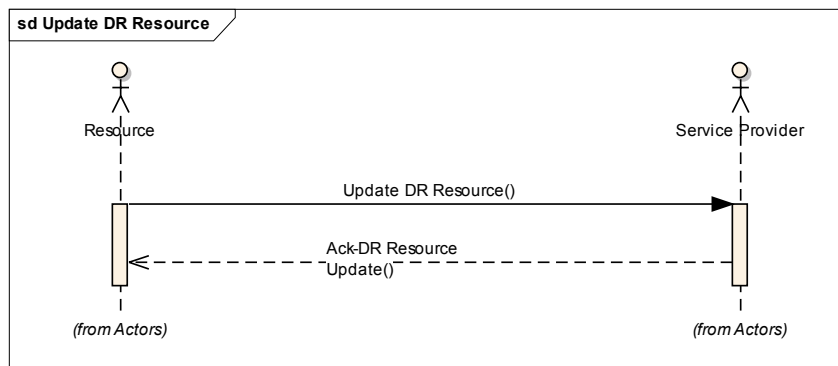 sd Update DR Resource
Resource
Service Provider
Update DR Resource()
Ack-DR Resource
Update()
(from Actors)
(from Actors)